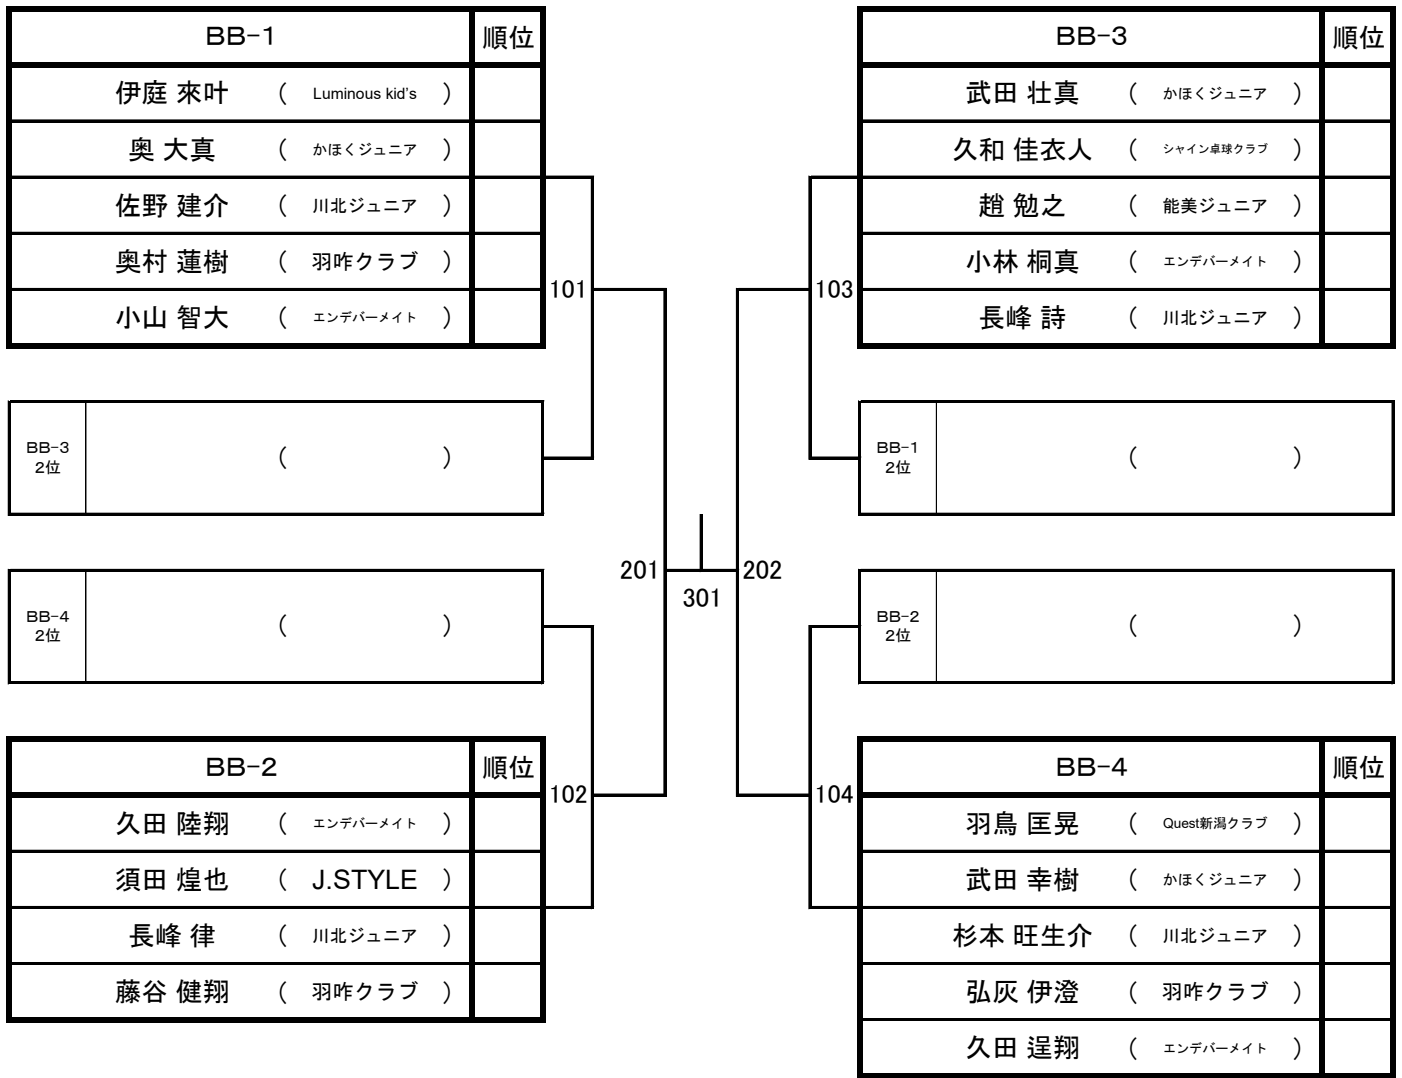 BB-1 順位
伊庭 來叶 ( Luminous kid's )
奥 大真 ( かほくジュニア )
佐野 建介 ( 川北ジュニア )
奥村 蓮樹 ( 羽咋クラブ )
小山 智大 ( エンデバーメイト )
101
BB-3
2位
( )
BB-4
2位
( )
BB-2 順位
久田 陸翔 ( エンデバーメイト )
須田 煌也 ( J.STYLE )
長峰 律 ( 川北ジュニア )
藤谷 健翔 ( 羽咋クラブ )
102
201
301
202
BB-3 順位
武田 壮真 ( かほくジュニア )
久和 佳衣人 ( シャイン卓球クラブ )
趙 勉之 ( 能美ジュニア )
小林 桐真 ( エンデバーメイト )
長峰 詩 ( 川北ジュニア )
103
BB-1
2位
( )
BB-2
2位
( )
BB-4 順位
羽鳥 匡晃 ( Quest新潟クラブ )
武田 幸樹 ( かほくジュニア )
杉本 旺生介 ( 川北ジュニア )
弘灰 伊澄 ( 羽咋クラブ )
久田 逞翔 ( エンデバーメイト )
104